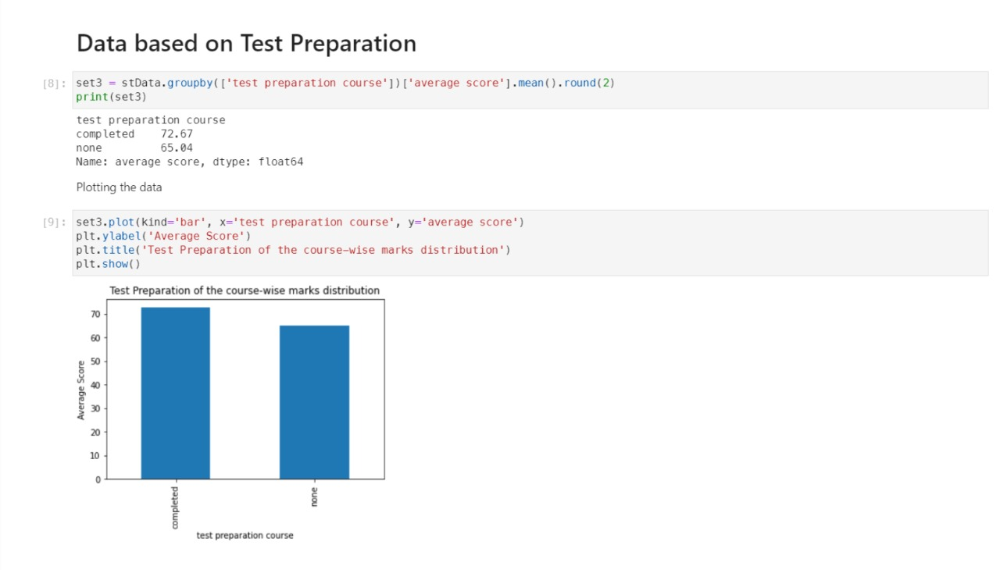 Data based on Test Preparation
[8]: set3 = stData.groupby(['test preparation course'])['average score'].mean().round(2)
print(set3)
test preparation course
completed    72.67
none         65.04
Name: average score, dtype: float64
Plotting the data
[9]: set3.plot(kind='bar', x='test preparation course', y='average score')
plt.ylabel('Average Score')
plt.title('Test Preparation of the course-wise marks distribution')
plt.show()
Test Preparation of the course-wise marks distribution
Average Score
70
60
50
40
30
20
10
0
completed
none
test preparation course